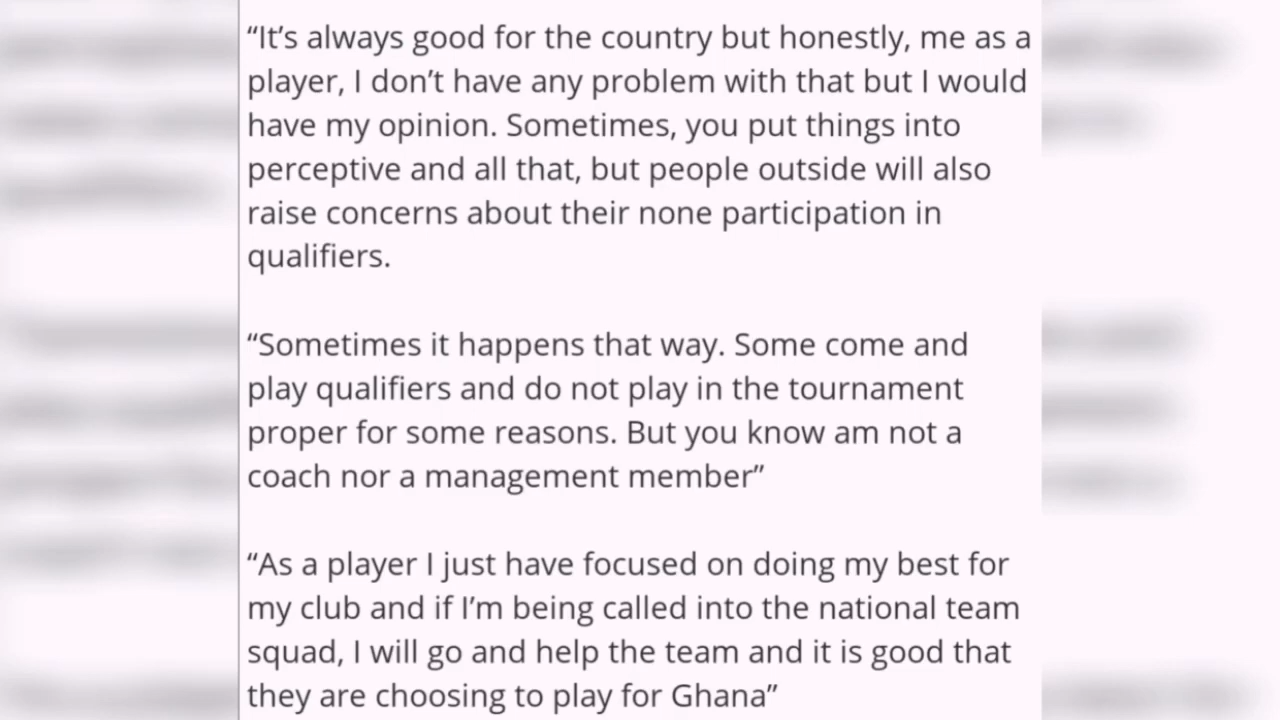 “It’s always good for the country but honestly, me as a
player, I don’t have any problem with that but I would
have my opinion. Sometimes, you put things into
perceptive and all that, but people outside will also
raise concerns about their none participation in
qualifiers.
“Sometimes it happens that way. Some come and
play qualifiers and do not play in the tournament
proper for some reasons. But you know am not a
coach nor a management member”
“As a player I just have focused on doing my best for
my club and if I’m being called into the national team
squad, I will go and help the team and it is good that
they are choosing to play for Ghana”